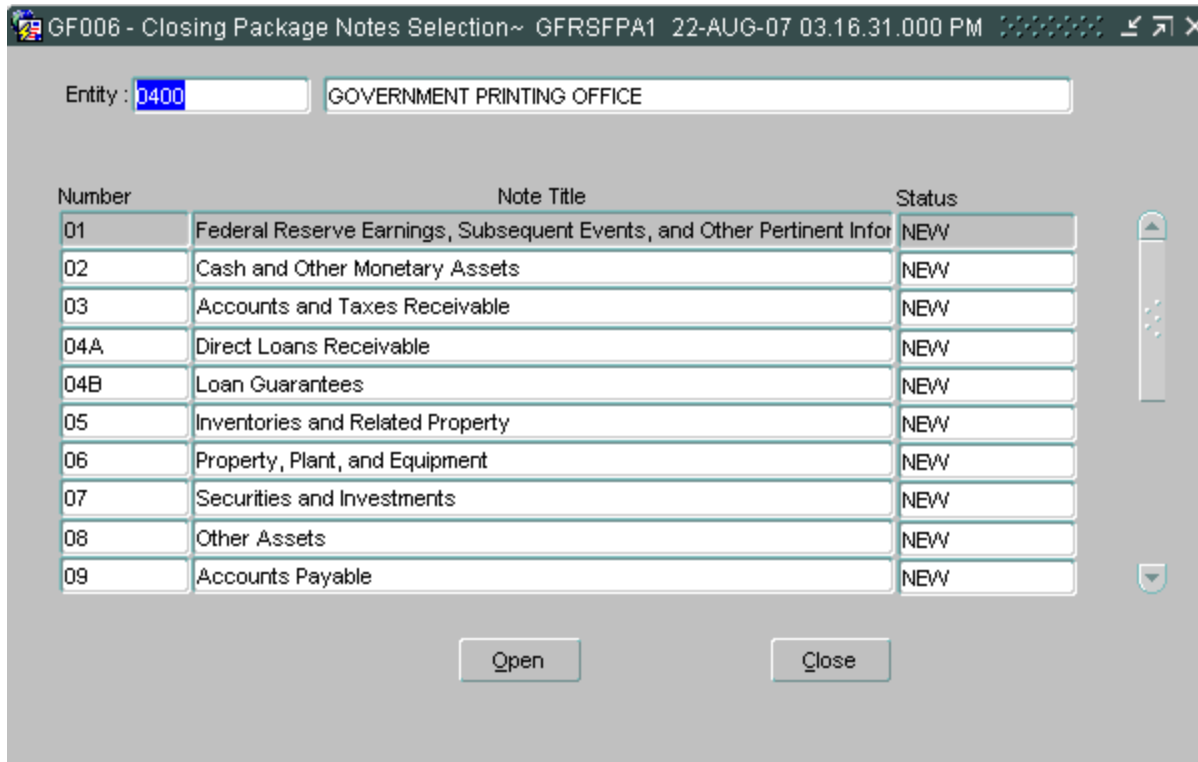 GF006 - Closing Package Notes Selection~ GFRSFPA1 22-AUG-07 03.16.31.000 PM
Entity : 0400 GOVERNMENT PRINTING OFFICE
Number Note Title Status
01 Federal Reserve Earnings, Subsequent Events, and Other Pertinent Infor NEW
02 Cash and Other Monetary Assets NEW
03 Accounts and Taxes Receivable NEW
04A Direct Loans Receivable NEW
04B Loan Guarantees NEW
05 Inventories and Related Property NEW
06 Property, Plant, and Equipment NEW
07 Securities and Investments NEW
08 Other Assets NEW
09 Accounts Payable NEW
Open Close